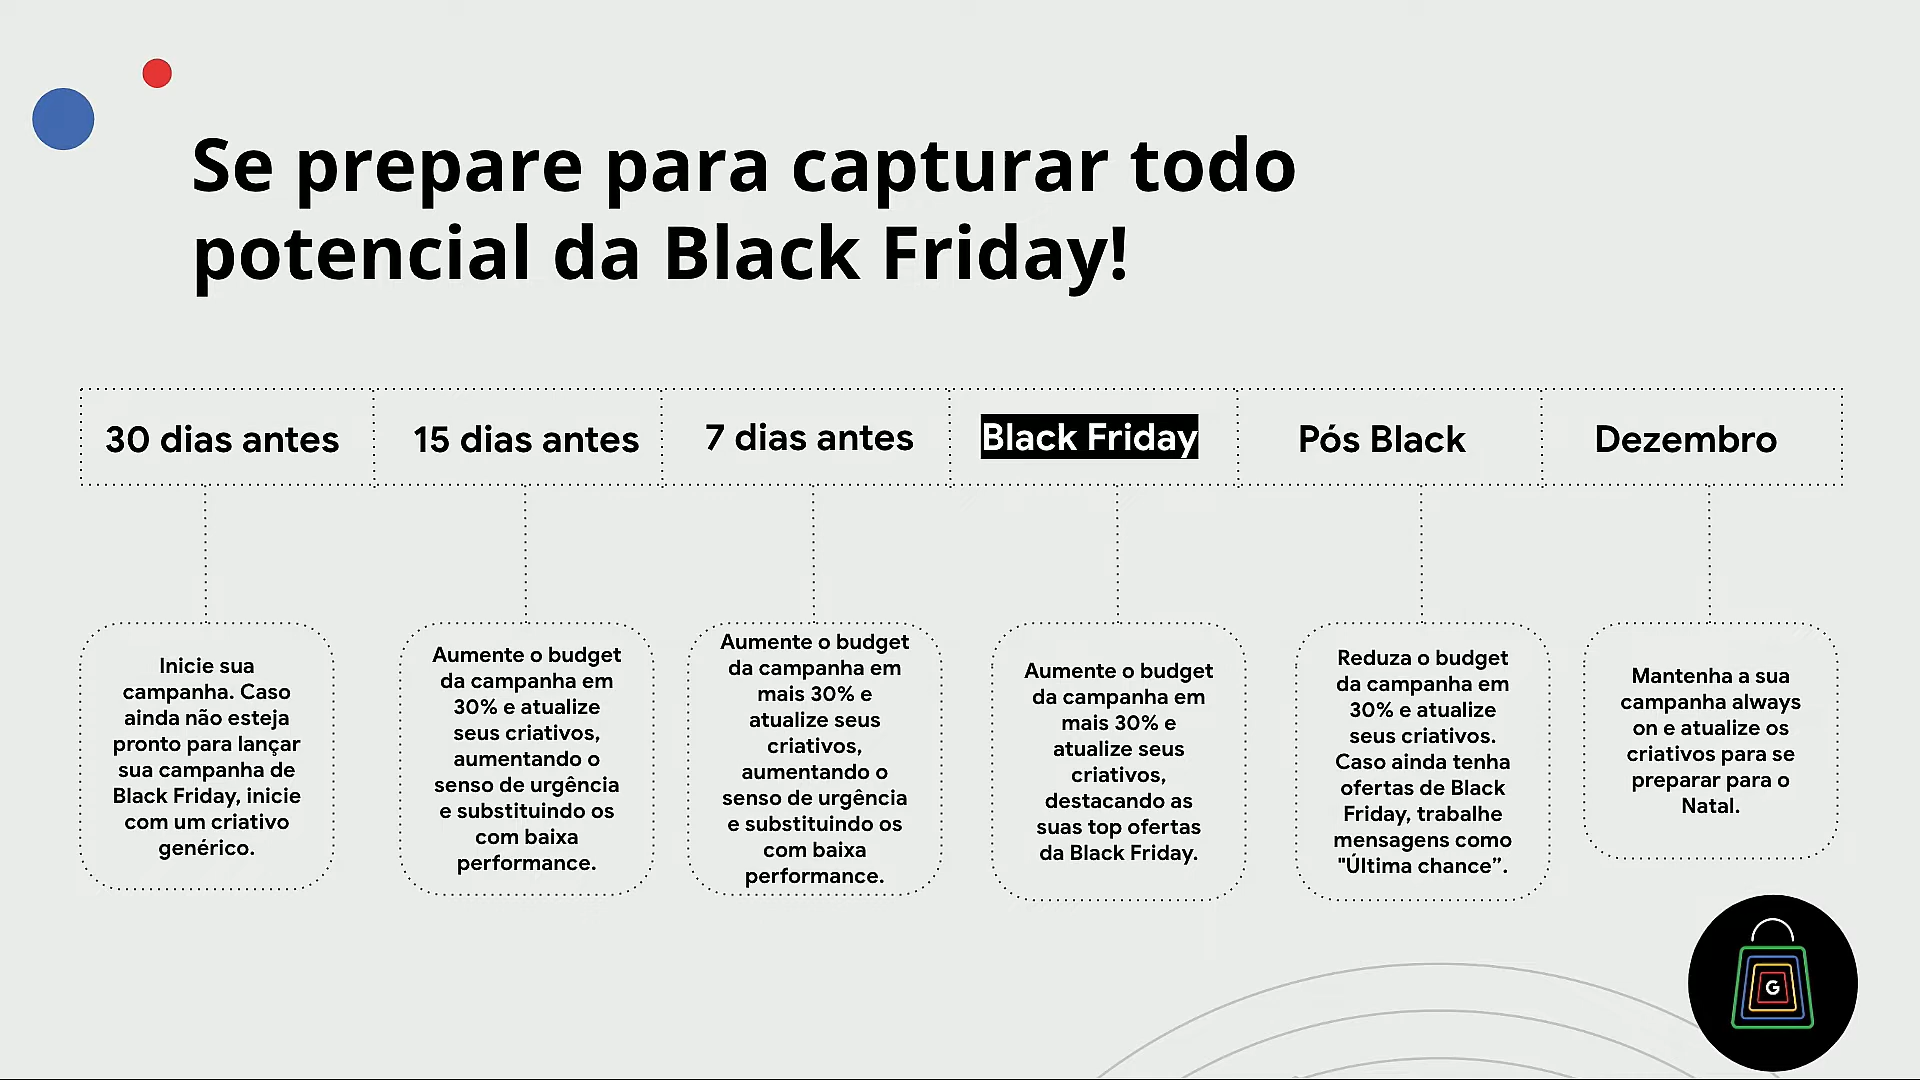 Se prepare para capturar todo
potencial da Black Friday!
30 dias antes
15 dias antes
7 dias antes
Black Friday
Pós Black
Dezembro
Inicie sua
campanha. Caso
ainda não esteja
pronto para lançar
sua campanha de
Black Friday, inicie
com um criativo
genérico.
Aumente o budget
da campanha em
30% e atualize
seus criativos,
aumentando o
senso de urgência
e substituindo os
com baixa
performance.
Aumente o budget
da campanha em
mais 30% e
atualize seus
criativos,
aumentando o
senso de urgência
e substituindo os
com baixa
performance.
Aumente o budget
da campanha em
mais 30% e
atualize seus
criativos,
destacando as
suas top ofertas
da Black Friday.
Reduza o budget
da campanha em
30% e atualize
seus criativos.
Caso ainda tenha
ofertas de Black
Friday, trabalhe
mensagens como
"Última chance”.
Mantenha a sua
campanha always
on e atualize os
criativos para se
preparar para o
Natal.
G